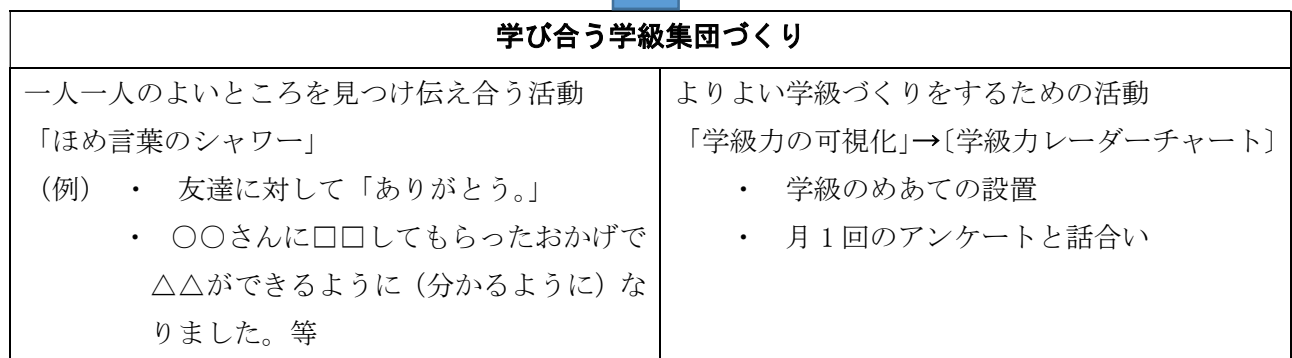 学び合う学級集団づくり
一人一人のよいところを見つけ伝え合う活動
「ほめ言葉のシャワー」
(例) ・ 友達に対して「ありがとう。」
・ 〇〇さんに□□してもらったおかげで
△△ができるように(分かるように)な
りました。等
よりよい学級づくりをするための活動
「学級力の可視化」→〔学級力レーダーチャート〕
・ 学級のめあての設置
・ 月1回のアンケートと話合い